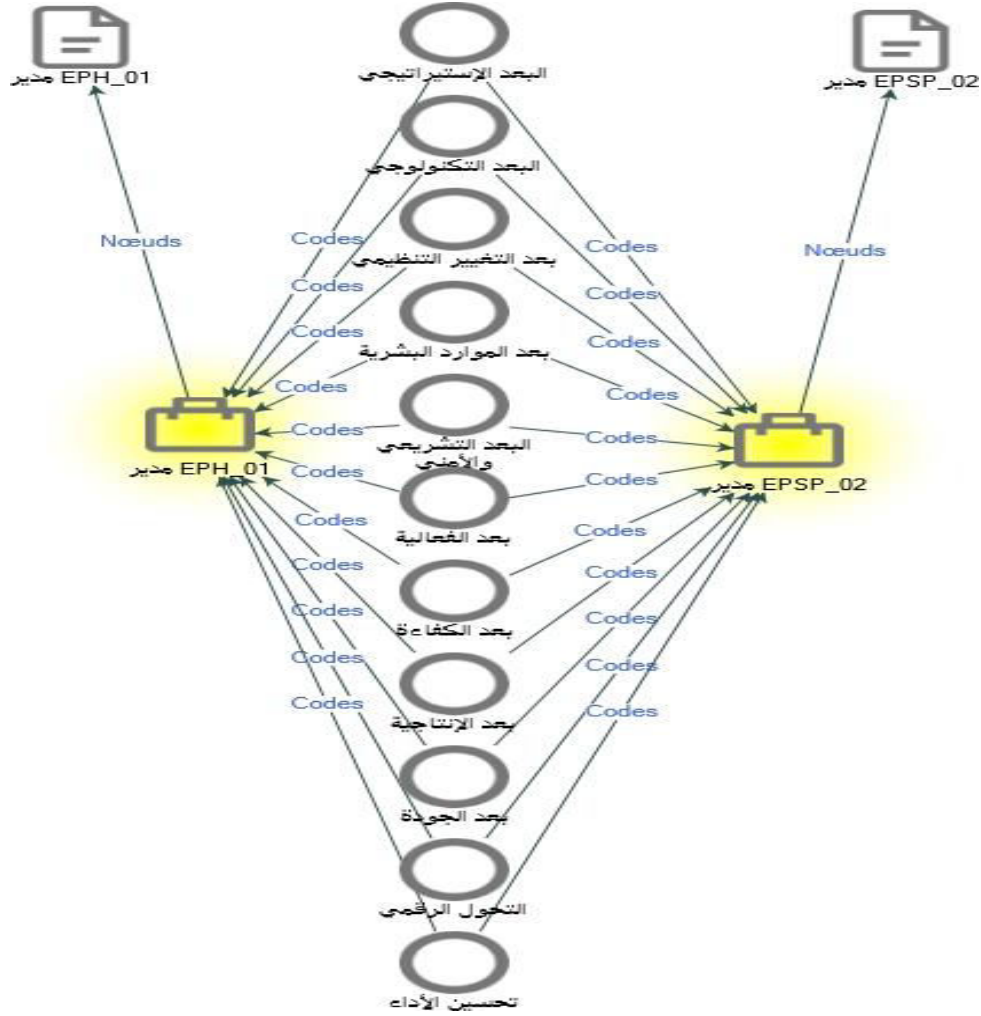 مدير EPH_01
البعد الإستيراتيجي
مدير EPSP_02
البعد التكنولوجي
Nœuds
Codes
Codes
Nœuds
بعد التغيير التنظيمي
Codes
Codes
Codes
Codes
بعد الموارد البشرية
Codes
Codes
البعد التشريعي
والأمني
Codes
Codes
مدير EPH_01
مدير EPSP_02
Codes
Codes
بعد الفعالية
Codes
Codes
Codes
Codes
بعد الكفاءة
Codes
Codes
Codes
Codes
بعد الإنتاجية
Codes
Codes
بعد الجودة
التحول الرقمي
تحسين الأداء